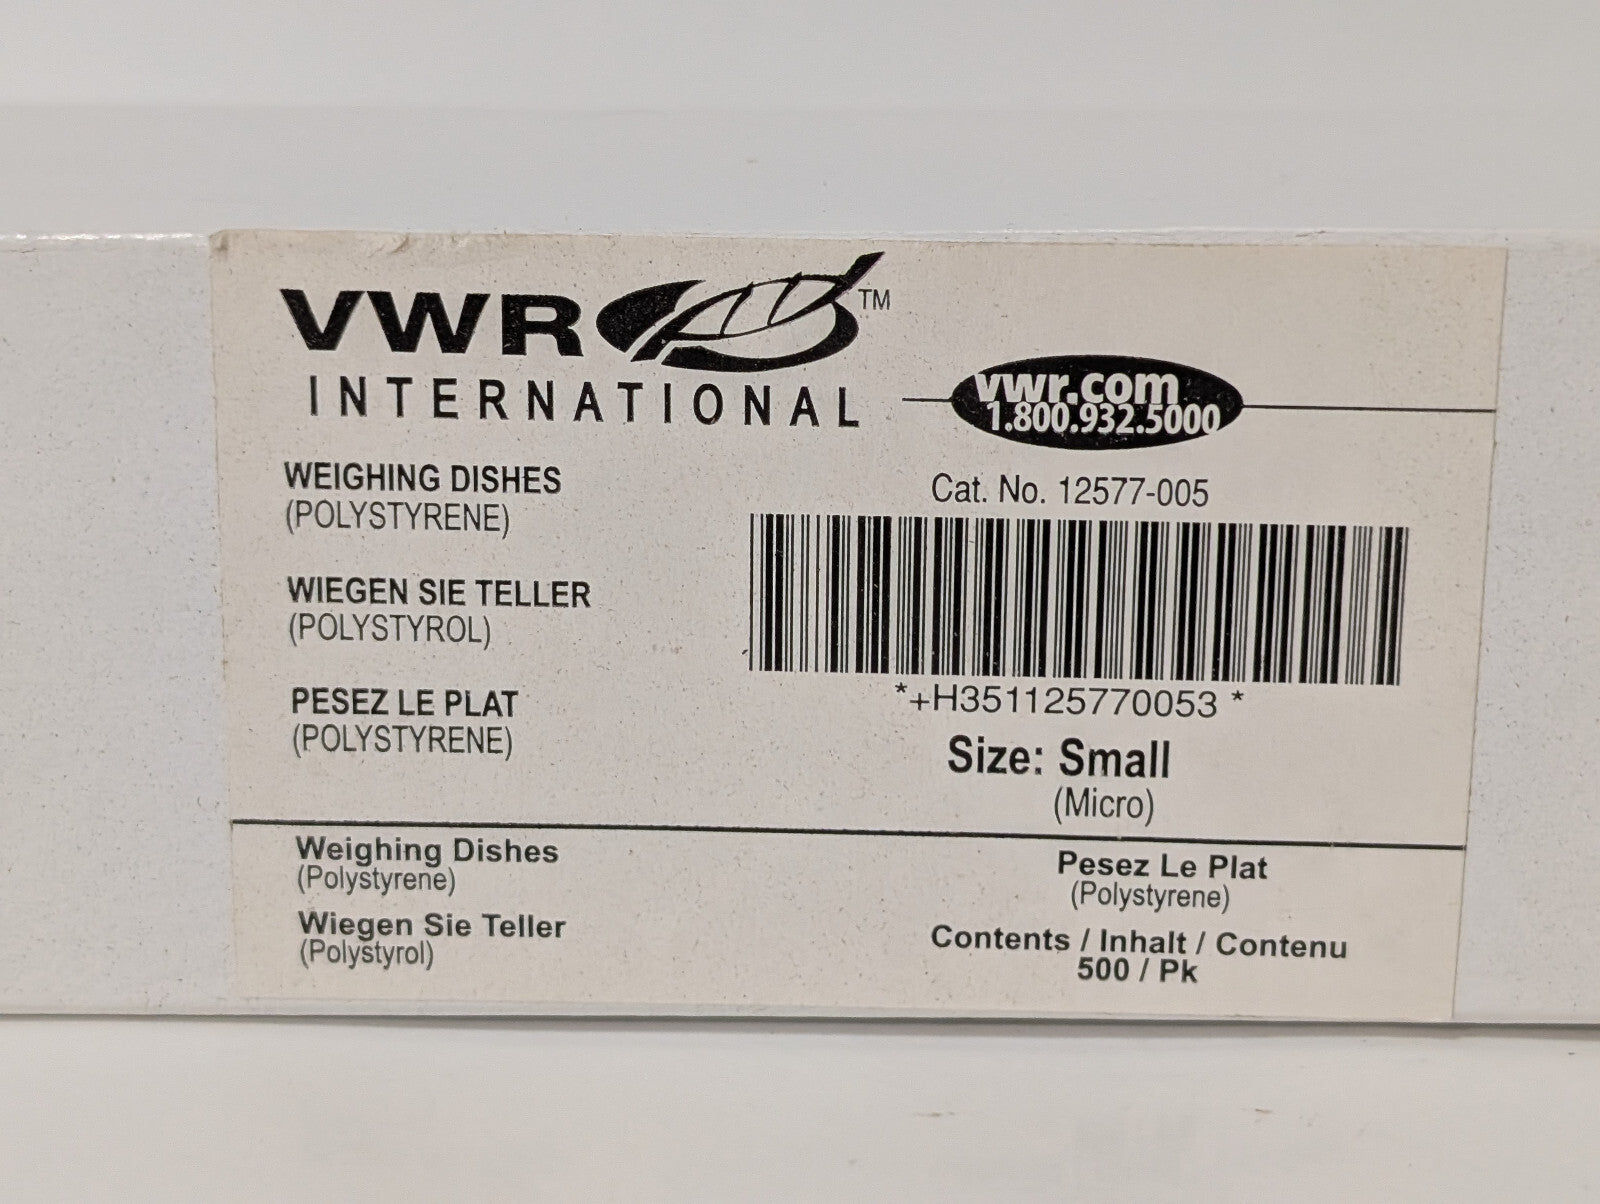 VWR™
INTERNATIONAL
vwr.com
1.800.932.5000
WEIGHING DISHES
(POLYSTYRENE)
WIEGEN SIE TELLER
(POLYSTYROL)
PESEZ LE PLAT
(POLYSTYRENE)
Cat. No. 12577-005
*+H351125770053 *
Size: Small
(Micro)
Weighing Dishes
(Polystyrene)
Wiegen Sie Teller
(Polystyrol)
Pesez Le Plat
(Polystyrene)
Contents / Inhalt / Contenu
500 / Pk